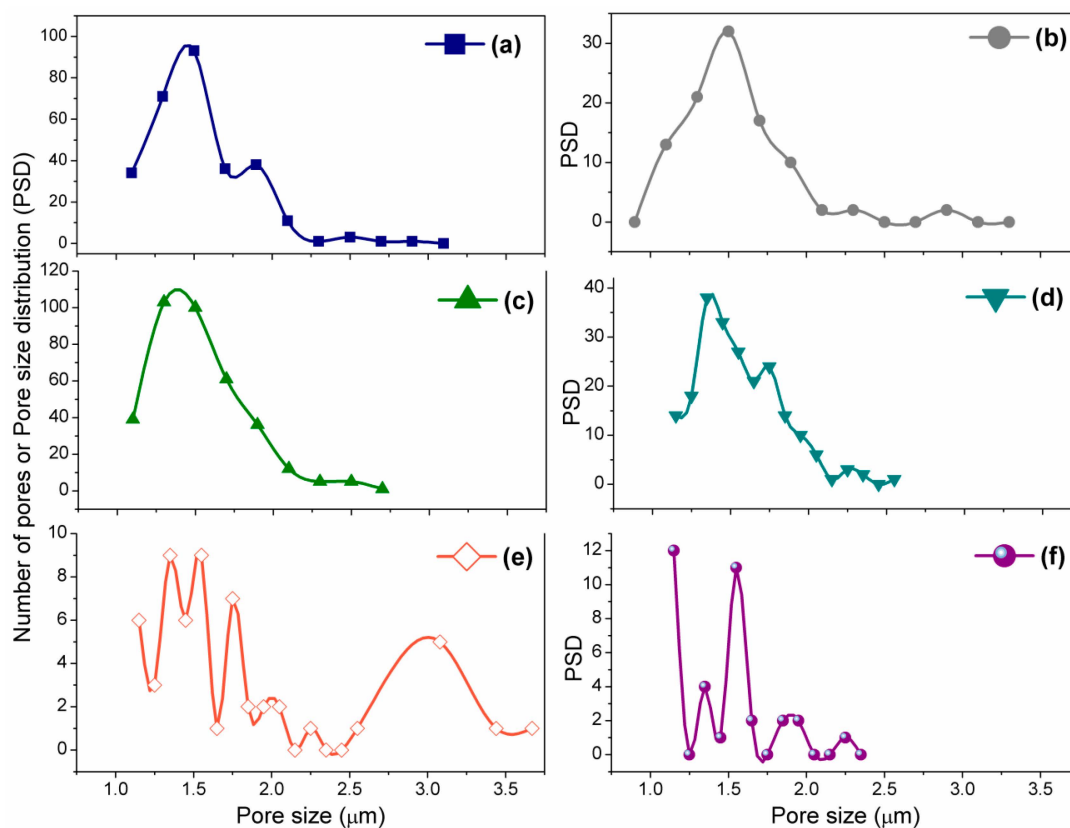 Number of pores or Pore size distribution (PSD)
100
80
60
40
20
0
(a)
PSD
30
20
10
0
(b)
120
100
80
60
40
20
0
(c)
PSD
40
30
20
10
0
(d)
10
8
6
4
2
0
(e)
1.0 1.5 2.0 2.5 3.0 3.5
Pore size (μm)
PSD
12
10
8
6
4
2
0
(f)
1.0 1.5 2.0 2.5 3.0 3.5
Pore size (μm)